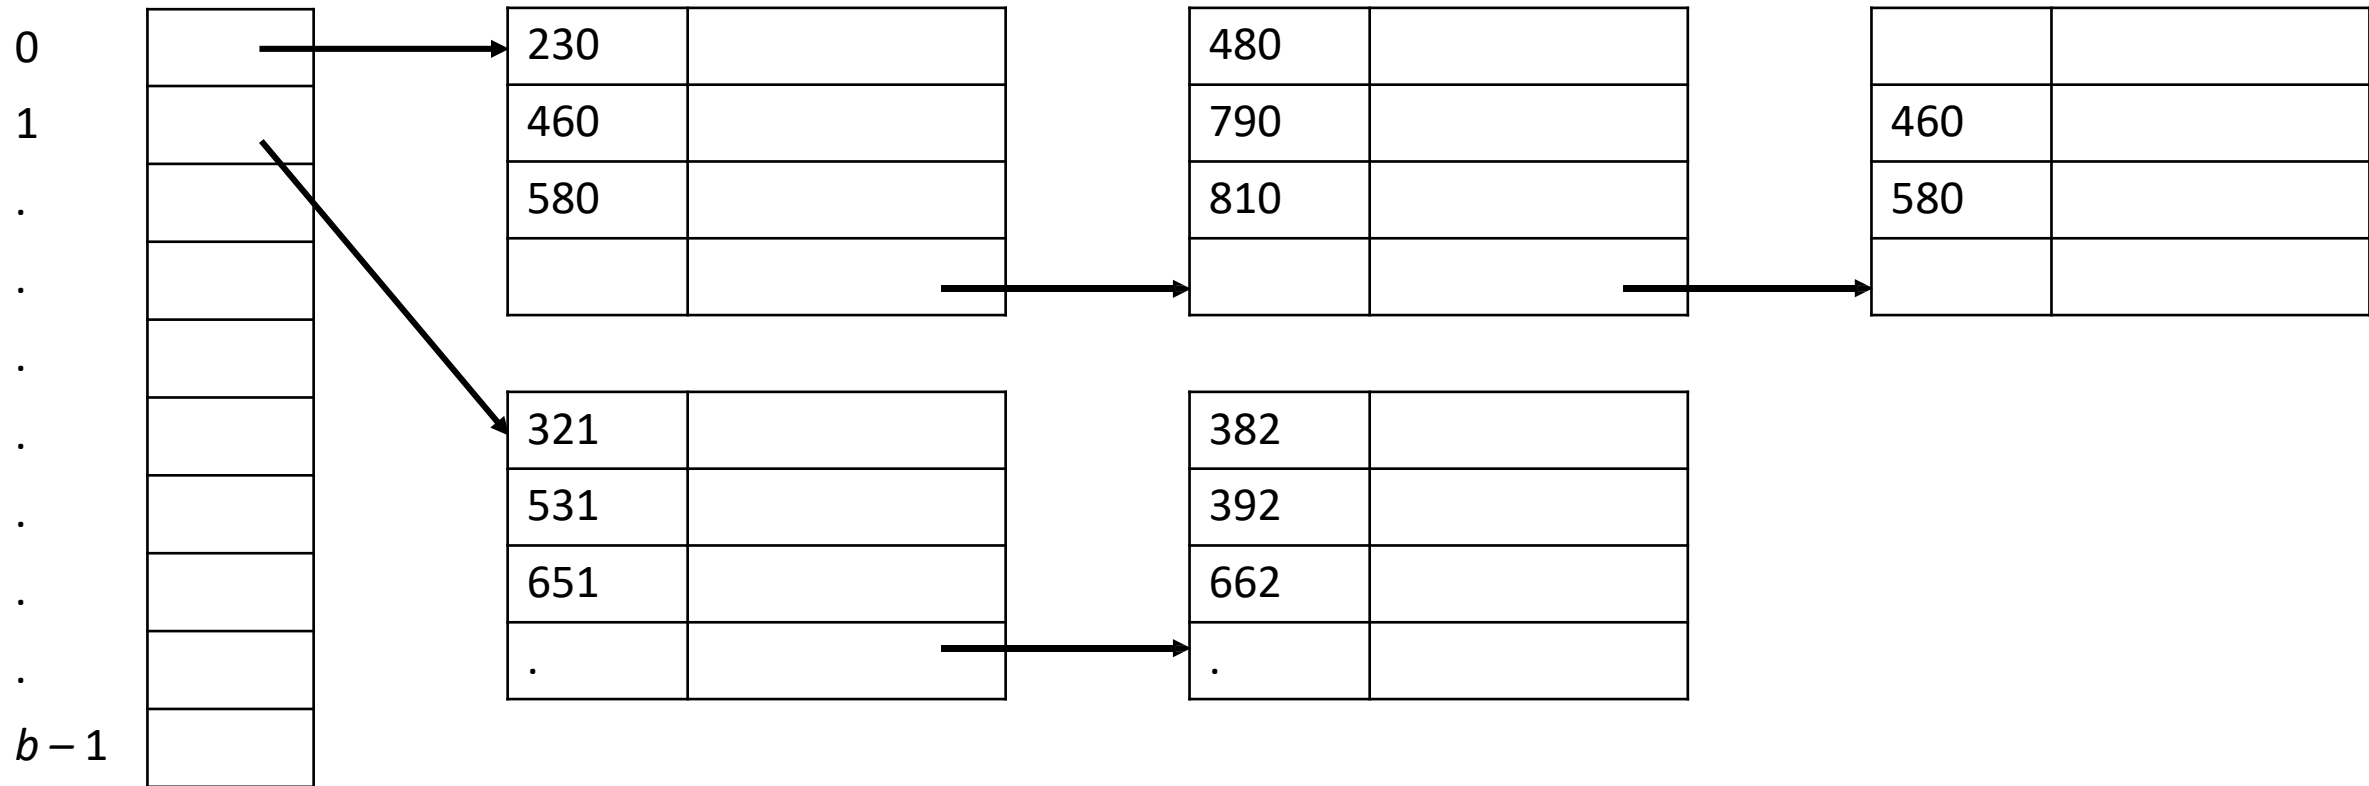 0 230 480
1 460 790 460
. 580 810 580
.
.
. 321 382
. 531 392
. 651 662
. . .
b – 1